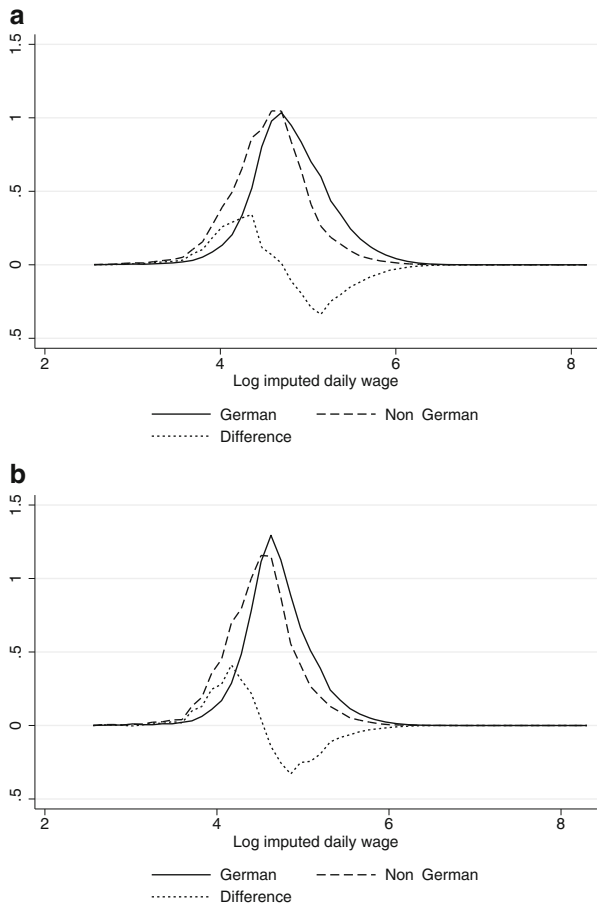 a
1.5
1
.5
0
.5
2 4 6 8
Log imputed daily wage
German Non German
Difference
b
1.5
1
.5
0
.5
2 4 6 8
Log imputed daily wage
German Non German
Difference